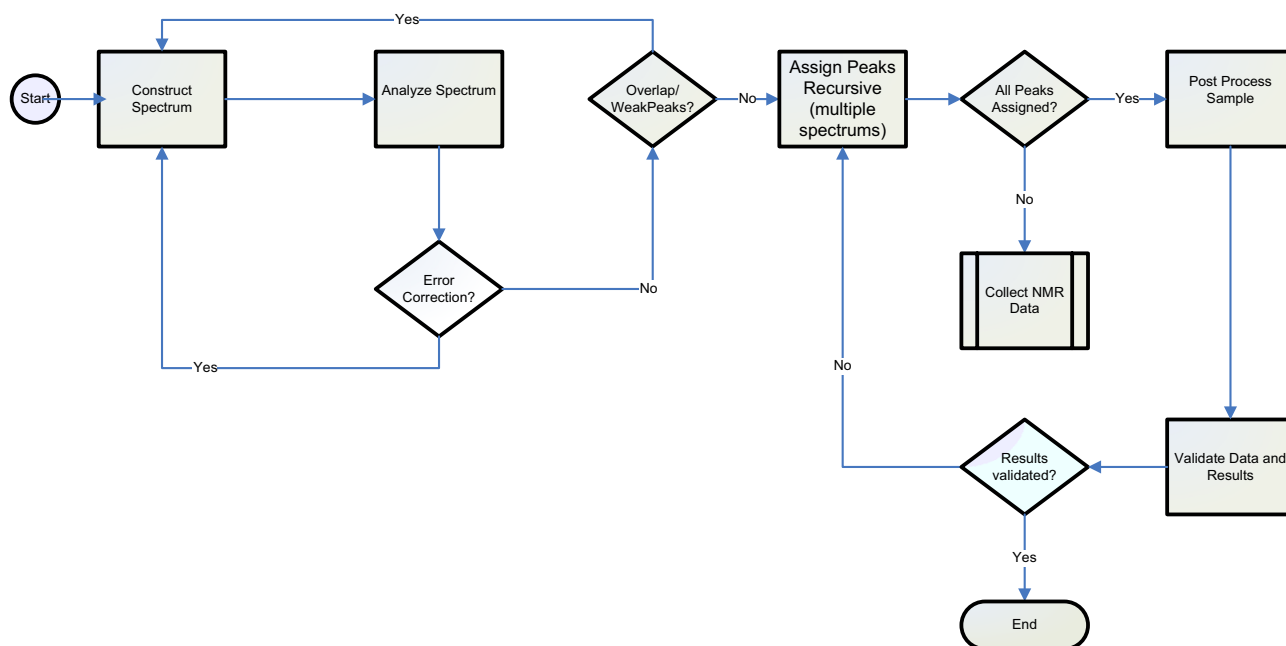 Yes
Start
Construct
Spectrum
Analyze Spectrum
Overlap/
WeakPeaks?
No
Assign Peaks
Recursive
(multiple
spectrums)
All Peaks
Assigned?
Yes
Post Process
Sample
No
Error
Correction?
No
Collect NMR
Data
Yes
No
Results
validated?
Validate Data and
Results
Yes
End